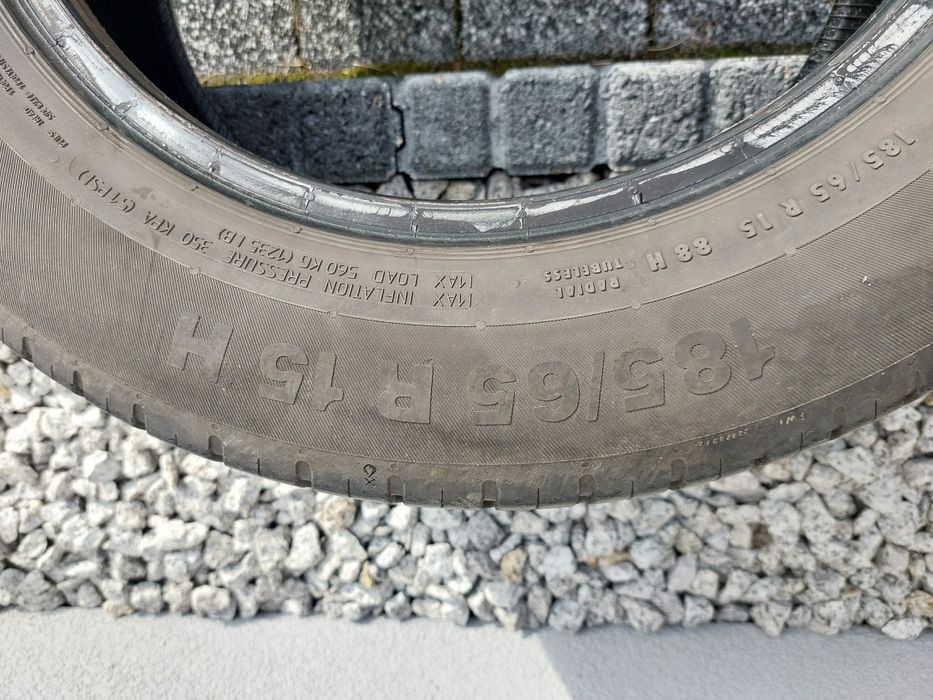 185/65 R 15 88 H
RADIAL
TUBELESS
MAX INFLATION PRESSURE 350 KPA (51 PSI)
MAX LOAD 560 KG (1235 LB)
185/65 R 15 H
TWI